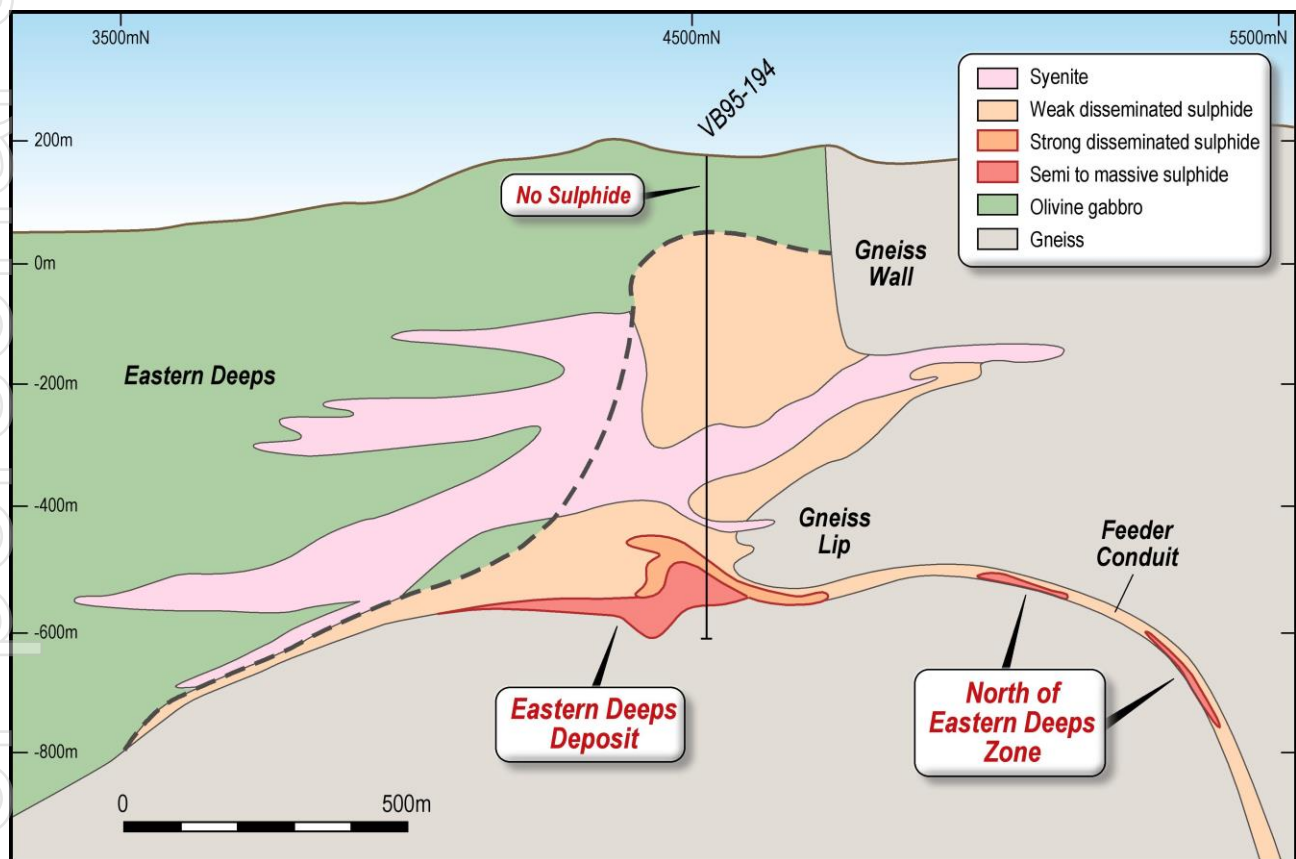 3500mN
4500mN
5500mN
VB95-194
Syenite
Weak disseminated sulphide
Strong disseminated sulphide
Semi to massive sulphide
Olivine gabbro
Gneiss
200m
0m
-200m
-400m
-600m
-800m
No Sulphide
Gneiss
Wall
Eastern Deeps
Gneiss
Lip
Feeder
Conduit
Eastern Deeps
Deposit
North of
Eastern Deeps
Zone
0
500m